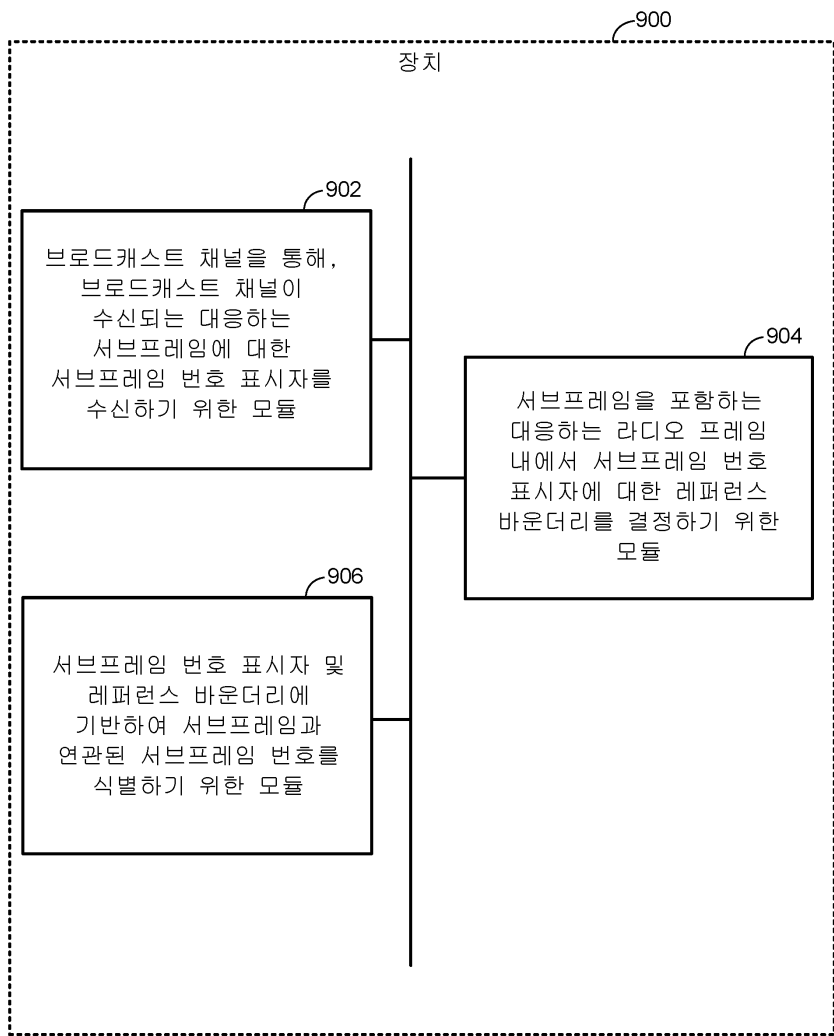 900
장치
902
브로드캐스트 채널을 통해,
브로드캐스트 채널이
수신되는 대응하는
서브프레임에 대한
서브프레임 번호 표시자를
수신하기 위한 모듈
904
서브프레임을 포함하는
대응하는 라디오 프레임
내에서 서브프레임 번호
표시자에 대한 레퍼런스
바운더리를 결정하기 위한
모듈
906
서브프레임 번호 표시자 및
레퍼런스 바운더리에
기반하여 서브프레임과
연관된 서브프레임 번호를
식별하기 위한 모듈